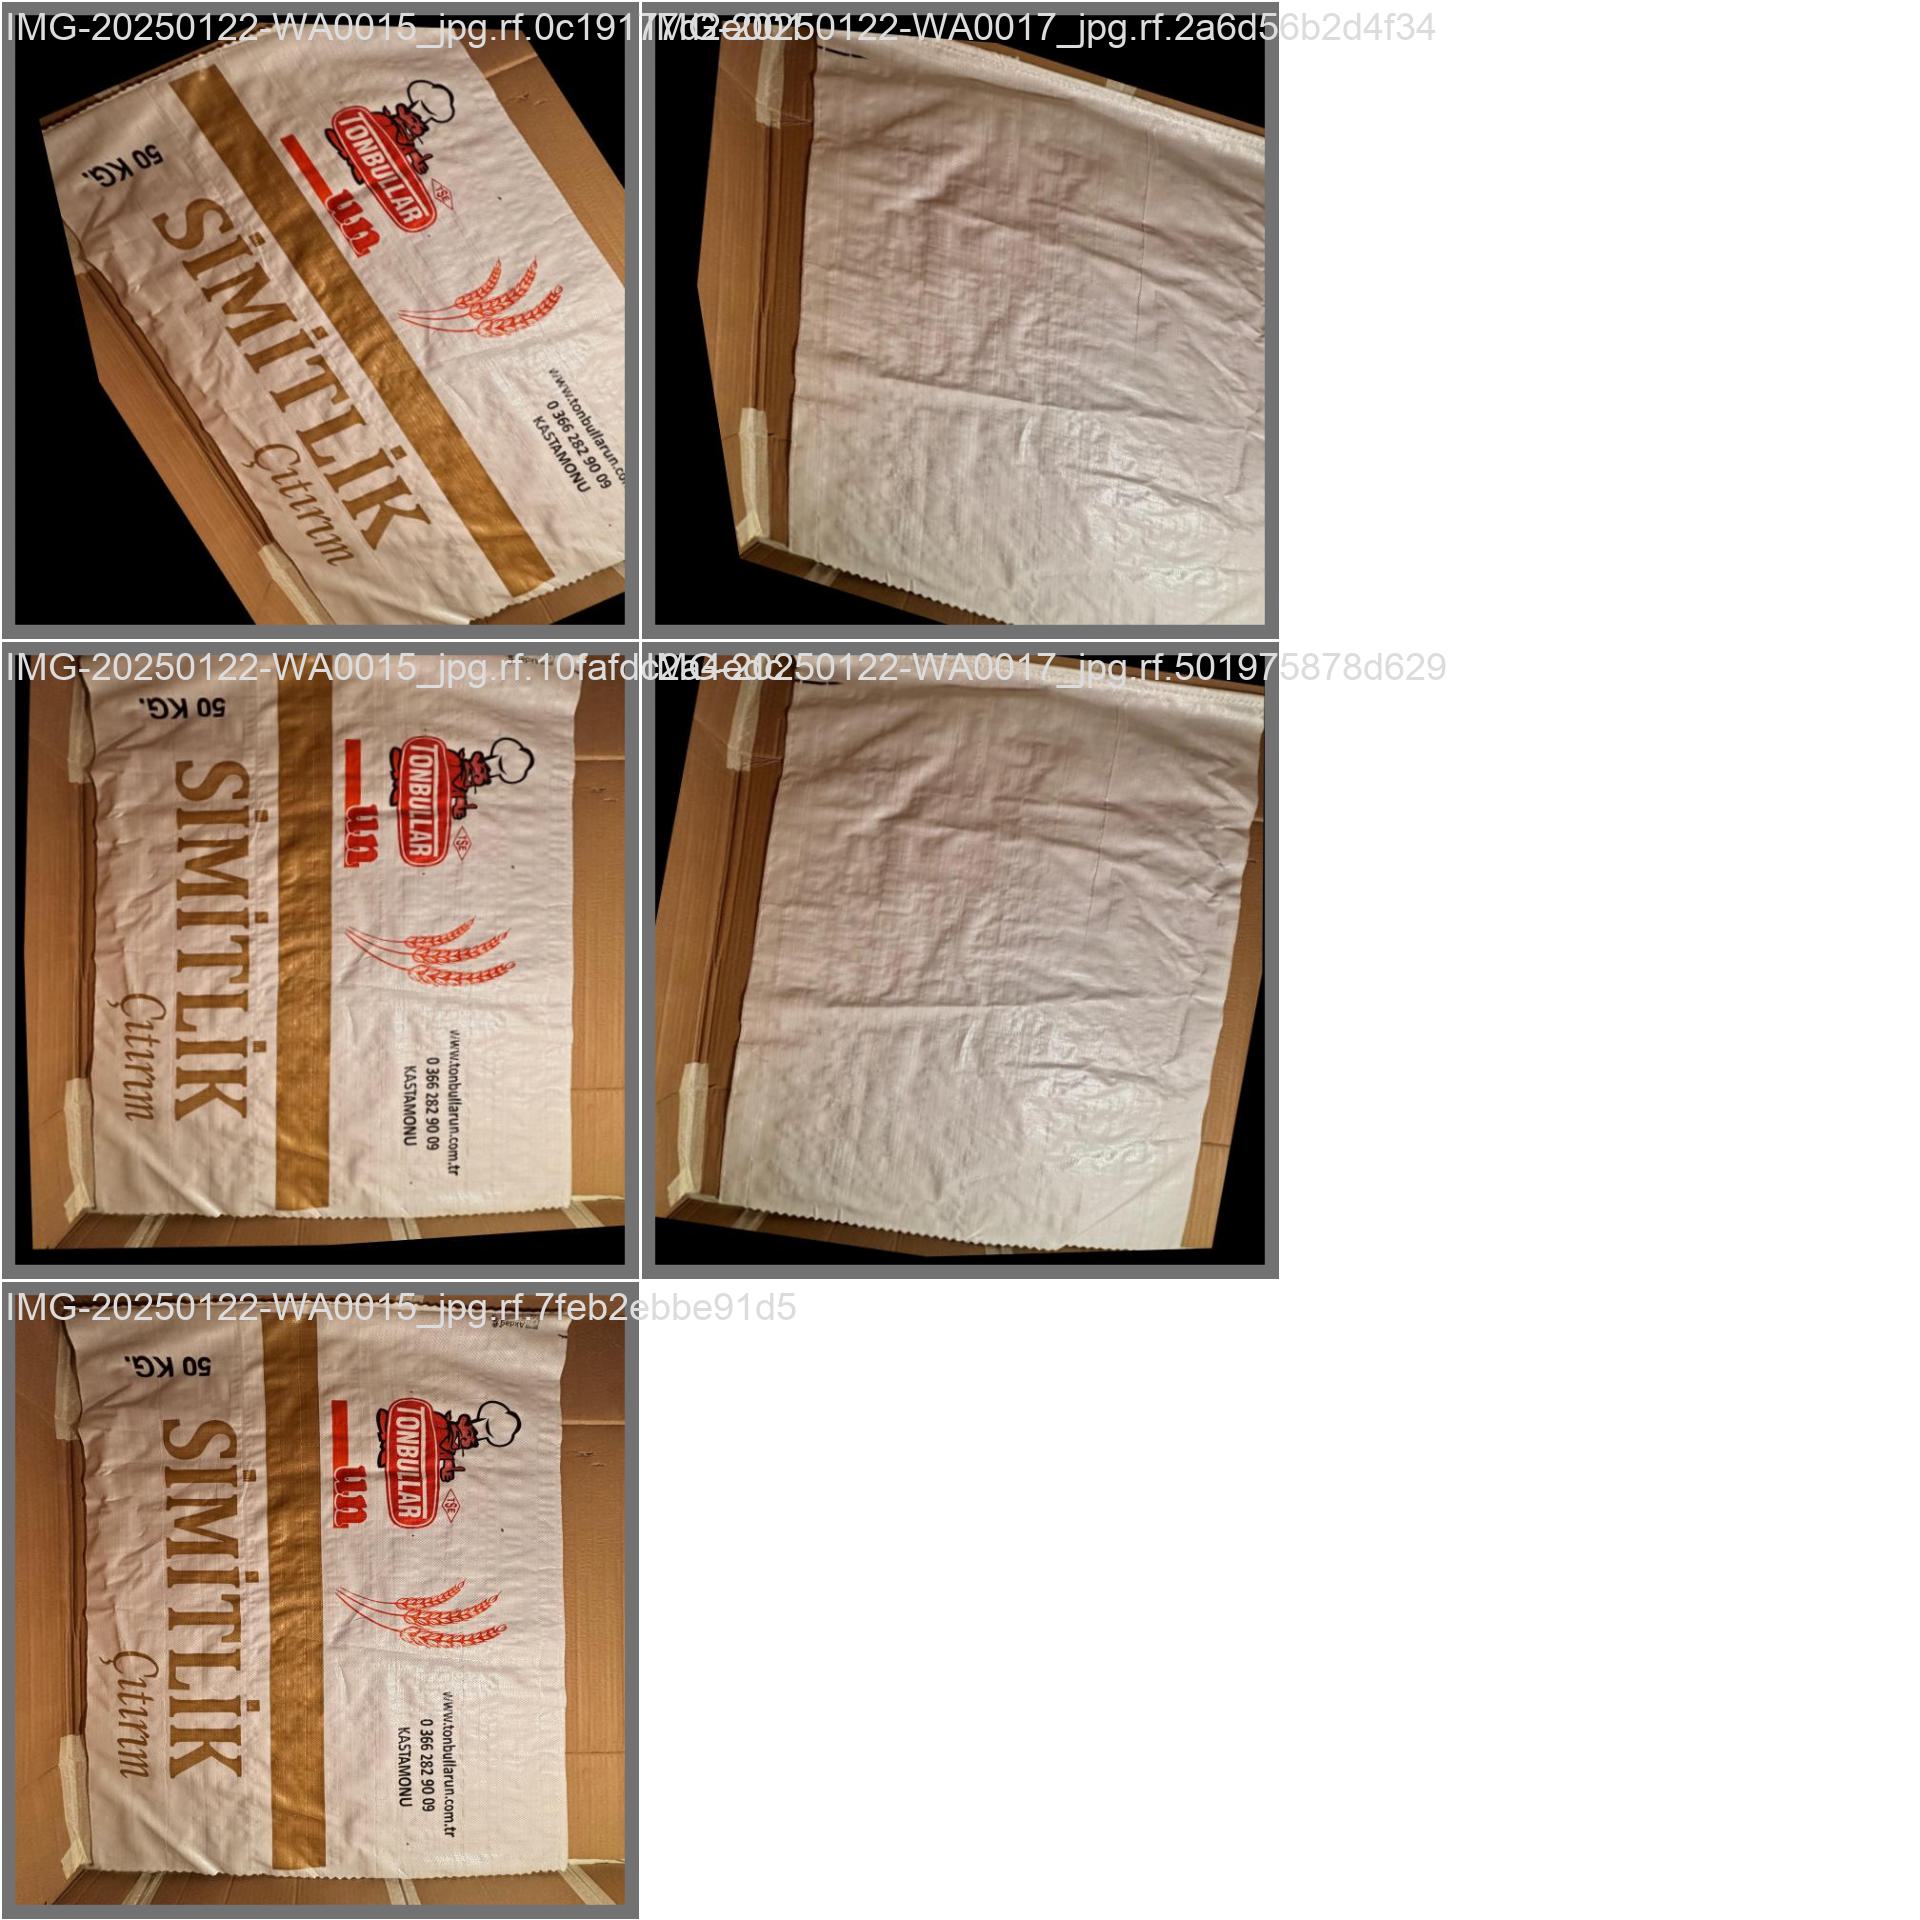 IMG-20250122-WA0015_jpg.rf.0c19177
IMG-20250122-WA0017_jpg.rf.2a6d56b2d4f34
50 KG.
SİMİTLİK
Çıtırım
TONBULLAR
un
TSE
www.tonbullarun.co
0 366 282 90 09
KASTAMONU
IMG-20250122-WA0015_jpg.rf.10fafdc
IMG-20250122-WA0017_jpg.rf.501975878d629
50 KG.
SİMİTLİK
Çıtırım
TONBULLAR
un
TSE
www.tonbullarun.com.tr
0 366 282 90 09
KASTAMONU
IMG-20250122-WA0015_jpg.rf.7feb2ebbe91d5
50 KG.
SİMİTLİK
Çıtırım
TONBULLAR
un
TSE
www.tonbullarun.com.tr
0 366 282 90 09
KASTAMONU